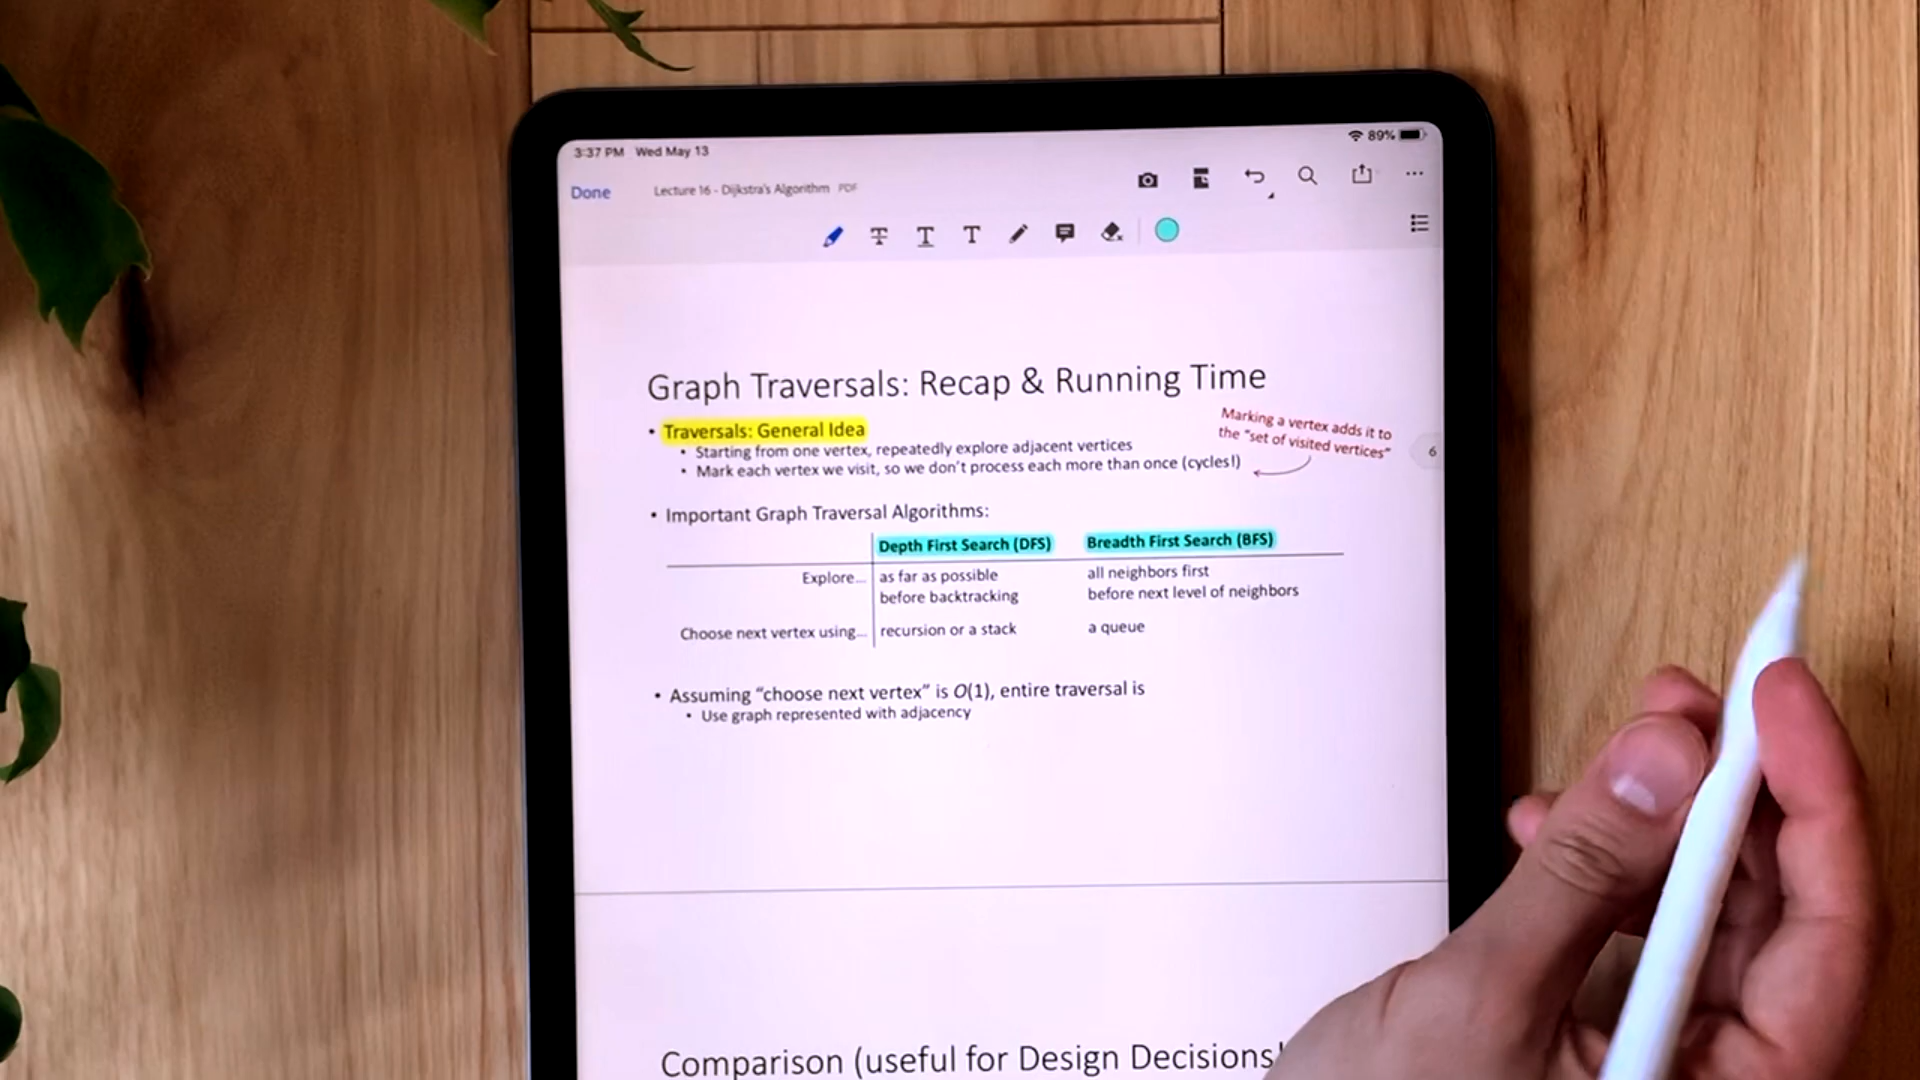 3:37 PM Wed May 13
89%
Done
Lecture 16 - Dijkstra's Algorithm PDF
T T T
Graph Traversals: Recap & Running Time
• Traversals: General Idea
• Starting from one vertex, repeatedly explore adjacent vertices
• Mark each vertex we visit, so we don't process each more than once (cycles!)
Marking a vertex adds it to
the "set of visited vertices"
6
• Important Graph Traversal Algorithms:
Depth First Search (DFS) Breadth First Search (BFS)
Explore... as far as possible all neighbors first
before backtracking before next level of neighbors
Choose next vertex using... recursion or a stack a queue
• Assuming "choose next vertex" is O(1), entire traversal is
• Use graph represented with adjacency
Comparison (useful for Design Decisions